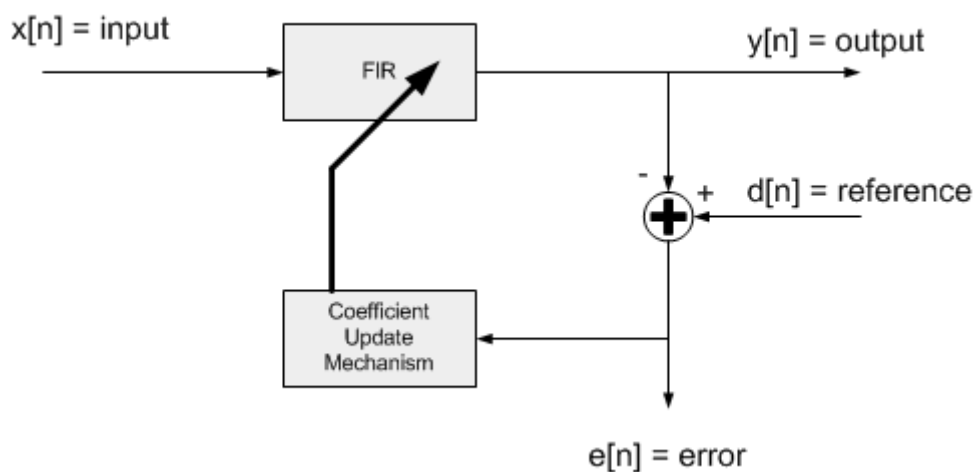 x[n] = input
FIR
y[n] = output
-
+
d[n] = reference
Coefficient
Update
Mechanism
e[n] = error